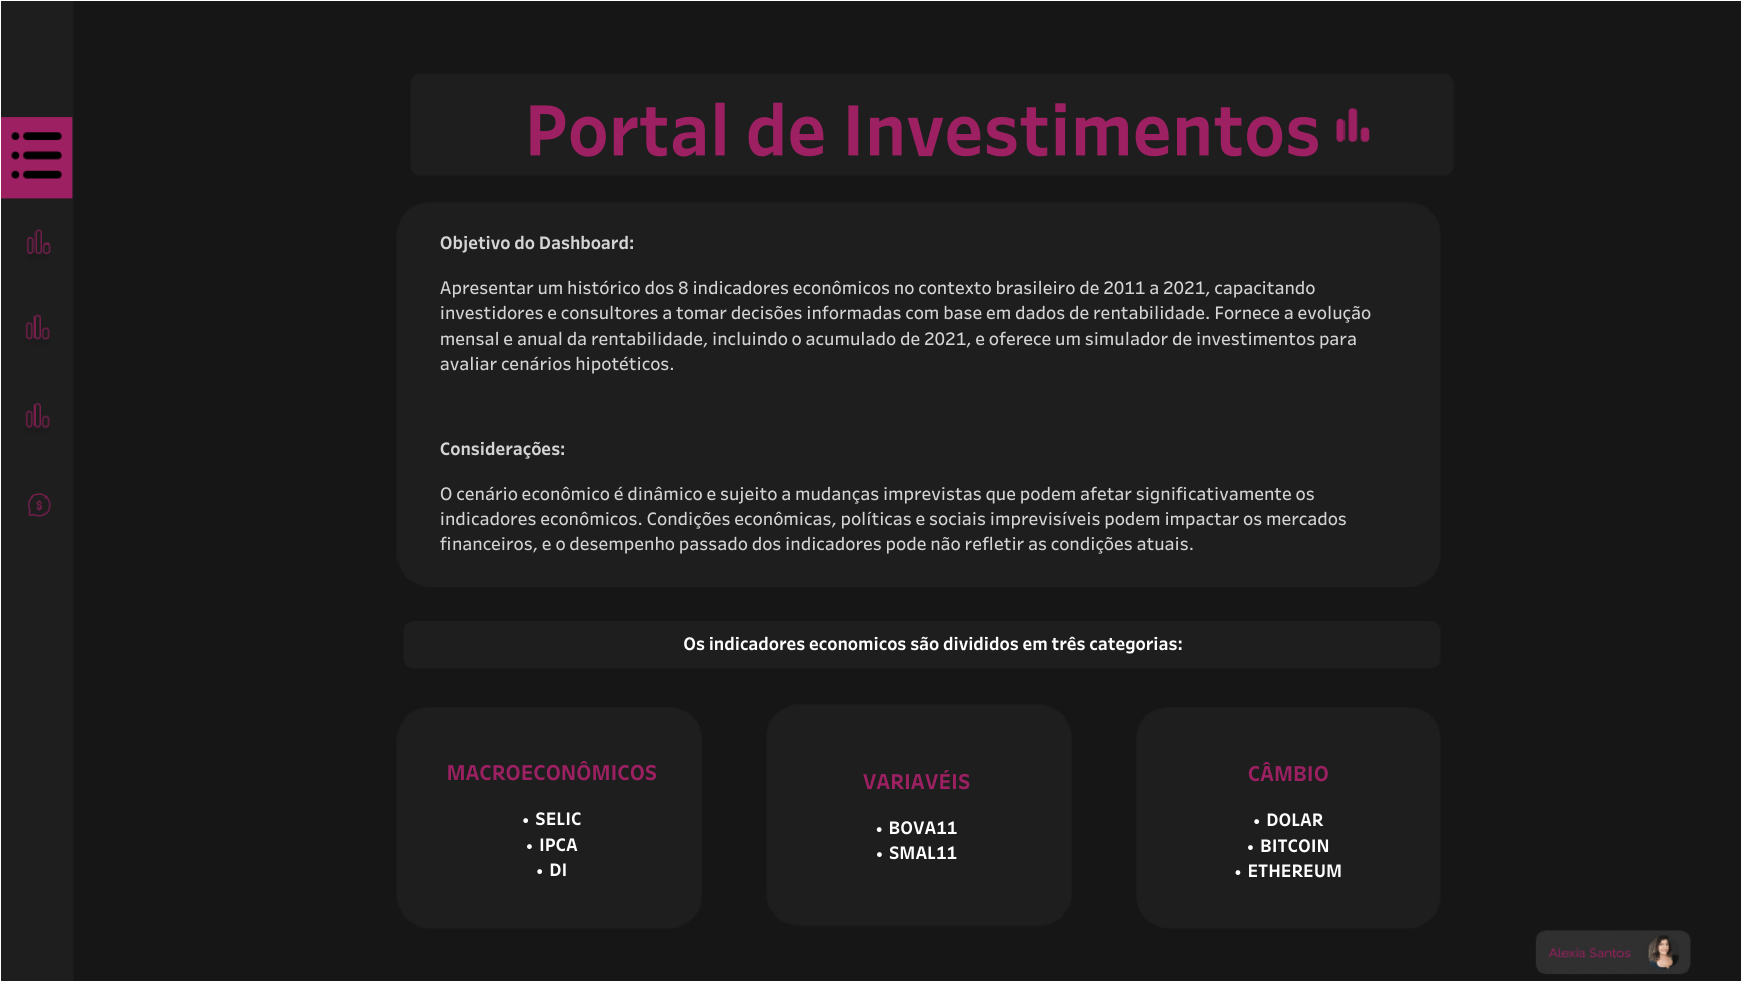 Portal de Investimentos
Objetivo do Dashboard:
Apresentar um histórico dos 8 indicadores econômicos no contexto brasileiro de 2011 a 2021, capacitando
investidores e consultores a tomar decisões informadas com base em dados de rentabilidade. Fornece a evolução
mensal e anual da rentabilidade, incluindo o acumulado de 2021, e oferece um simulador de investimentos para
avaliar cenários hipotéticos.
Considerações:
O cenário econômico é dinâmico e sujeito a mudanças imprevistas que podem afetar significativamente os
indicadores econômicos. Condições econômicas, políticas e sociais imprevisíveis podem impactar os mercados
financeiros, e o desempenho passado dos indicadores pode não refletir as condições atuais.
Os indicadores economicos são divididos em três categorias:
MACROECONÔMICOS
• SELIC
• IPCA
• DI
VARIAVÉIS
• BOVA11
• SMAL11
CÂMBIO
• DOLAR
• BITCOIN
• ETHEREUM
$
Alexia Santos